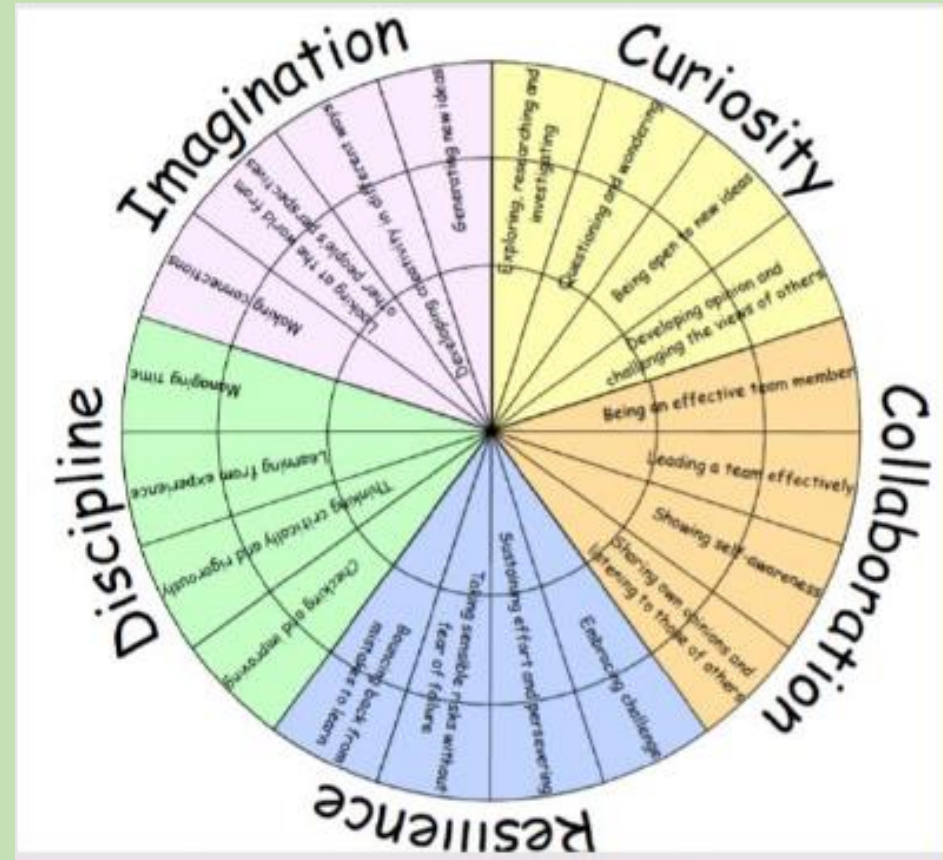 Imagination
Generating new ideas
Developing creativity in different ways
Looking at the world from
other people's perspectives
Making connections
Curiosity
Exploring, researching and
investigating
Questioning and wondering
Being open to new ideas
Developing opinion and
challenging the views of others
Collaboration
Being an effective team member
Leading a team effectively
Showing self-awareness
Sharing own opinions and
listening to those of others
Resilience
Embracing challenge
Sustaining effort and persevering
Taking sensible risks without
fear of failure
Bouncing back from
mistakes to learn
Discipline
Checking and improving
Thinking critically and rigorously
Learning from experience
Managing time